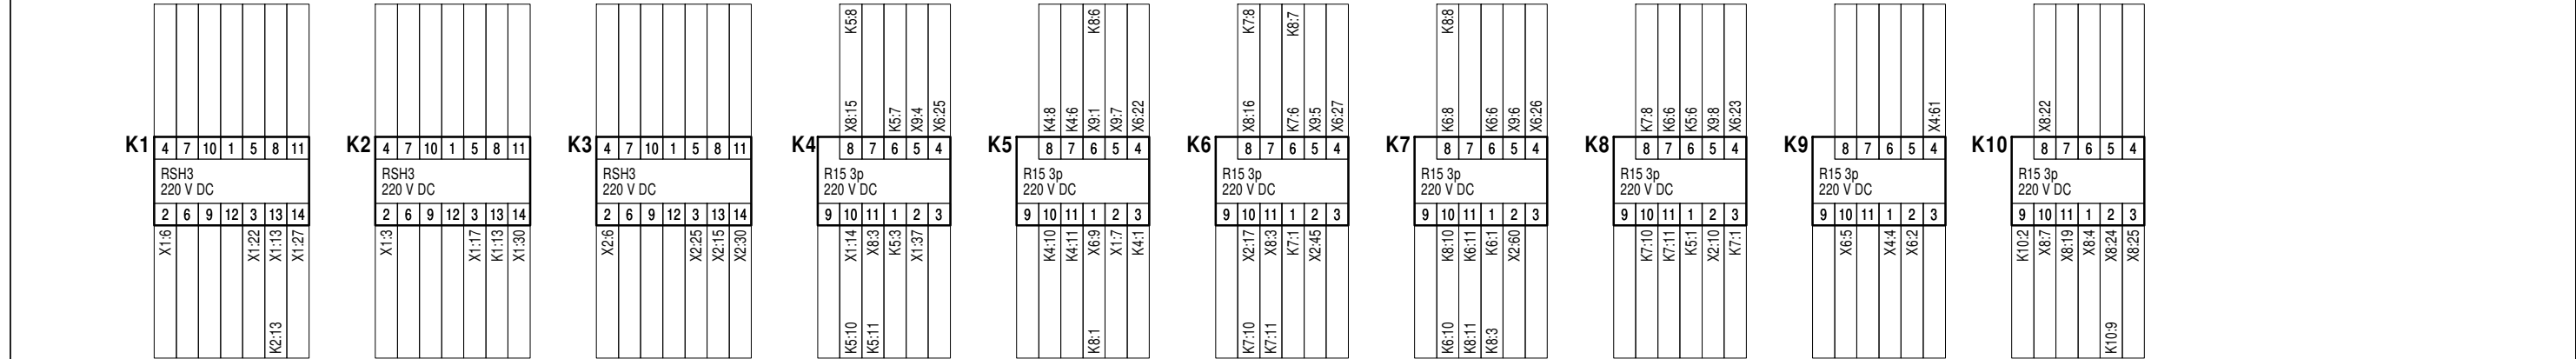 K5:8 K8:6 K7:8 K8:7 K8:8
X8:15 K5:7 X9:4 X6:25 K4:8 K4:6 X9:1 X9:7 X6:22 X8:16 K7:6 X9:5 X6:27 K6:8 K6:6 X9:6 X6:26 K7:8 K6:6 K5:6 X9:8 X6:23 X4:61 X8:22
K1 4 7 10 1 5 8 11 K2 4 7 10 1 5 8 11 K3 4 7 10 1 5 8 11 K4 8 7 6 5 4 K5 8 7 6 5 4 K6 8 7 6 5 4 K7 8 7 6 5 4 K8 8 7 6 5 4 K9 8 7 6 5 4 K10 8 7 6 5 4
RSH3 RSH3 RSH3 R15 3p R15 3p R15 3p R15 3p R15 3p R15 3p R15 3p
220 V DC 220 V DC 220 V DC 220 V DC 220 V DC 220 V DC 220 V DC 220 V DC 220 V DC 220 V DC
2 6 9 12 3 13 14 2 6 9 12 3 13 14 2 6 9 12 3 13 14 9 10 11 1 2 3 9 10 11 1 2 3 9 10 11 1 2 3 9 10 11 1 2 3 9 10 11 1 2 3 9 10 11 1 2 3 9 10 11 1 2 3
X1:6 X1:22 X1:13 X1:27 X1:3 X1:17 K1:13 X1:30 X2:6 X2:25 X2:15 X2:30 X1:14 X8:3 K5:3 X1:37 K4:10 K4:11 X6:9 X1:7 K4:1 X2:17 X8:3 K7:1 X2:45 K8:10 K6:11 K6:1 X2:60 K7:10 K7:11 K5:1 X2:10 K7:1 X6:5 X4:4 X6:2 K10:2 X8:7 X8:19 X8:4 X8:24 X8:25
K2:13 K5:10 K5:11 K8:1 K7:10 K7:11 K6:10 K8:11 K8:3 K10:9